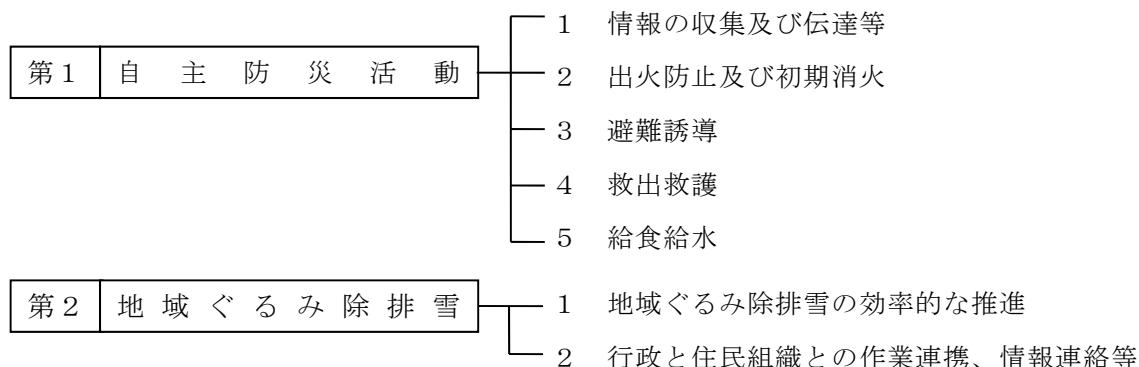 第１ 自主防災活動
１ 情報の収集及び伝達等
２ 出火防止及び初期消火
３ 避難誘導
４ 救出救護
５ 給食給水
第２ 地域ぐるみ除排雪
１ 地域ぐるみ除排雪の効率的な推進
２ 行政と住民組織との作業連携、情報連絡等